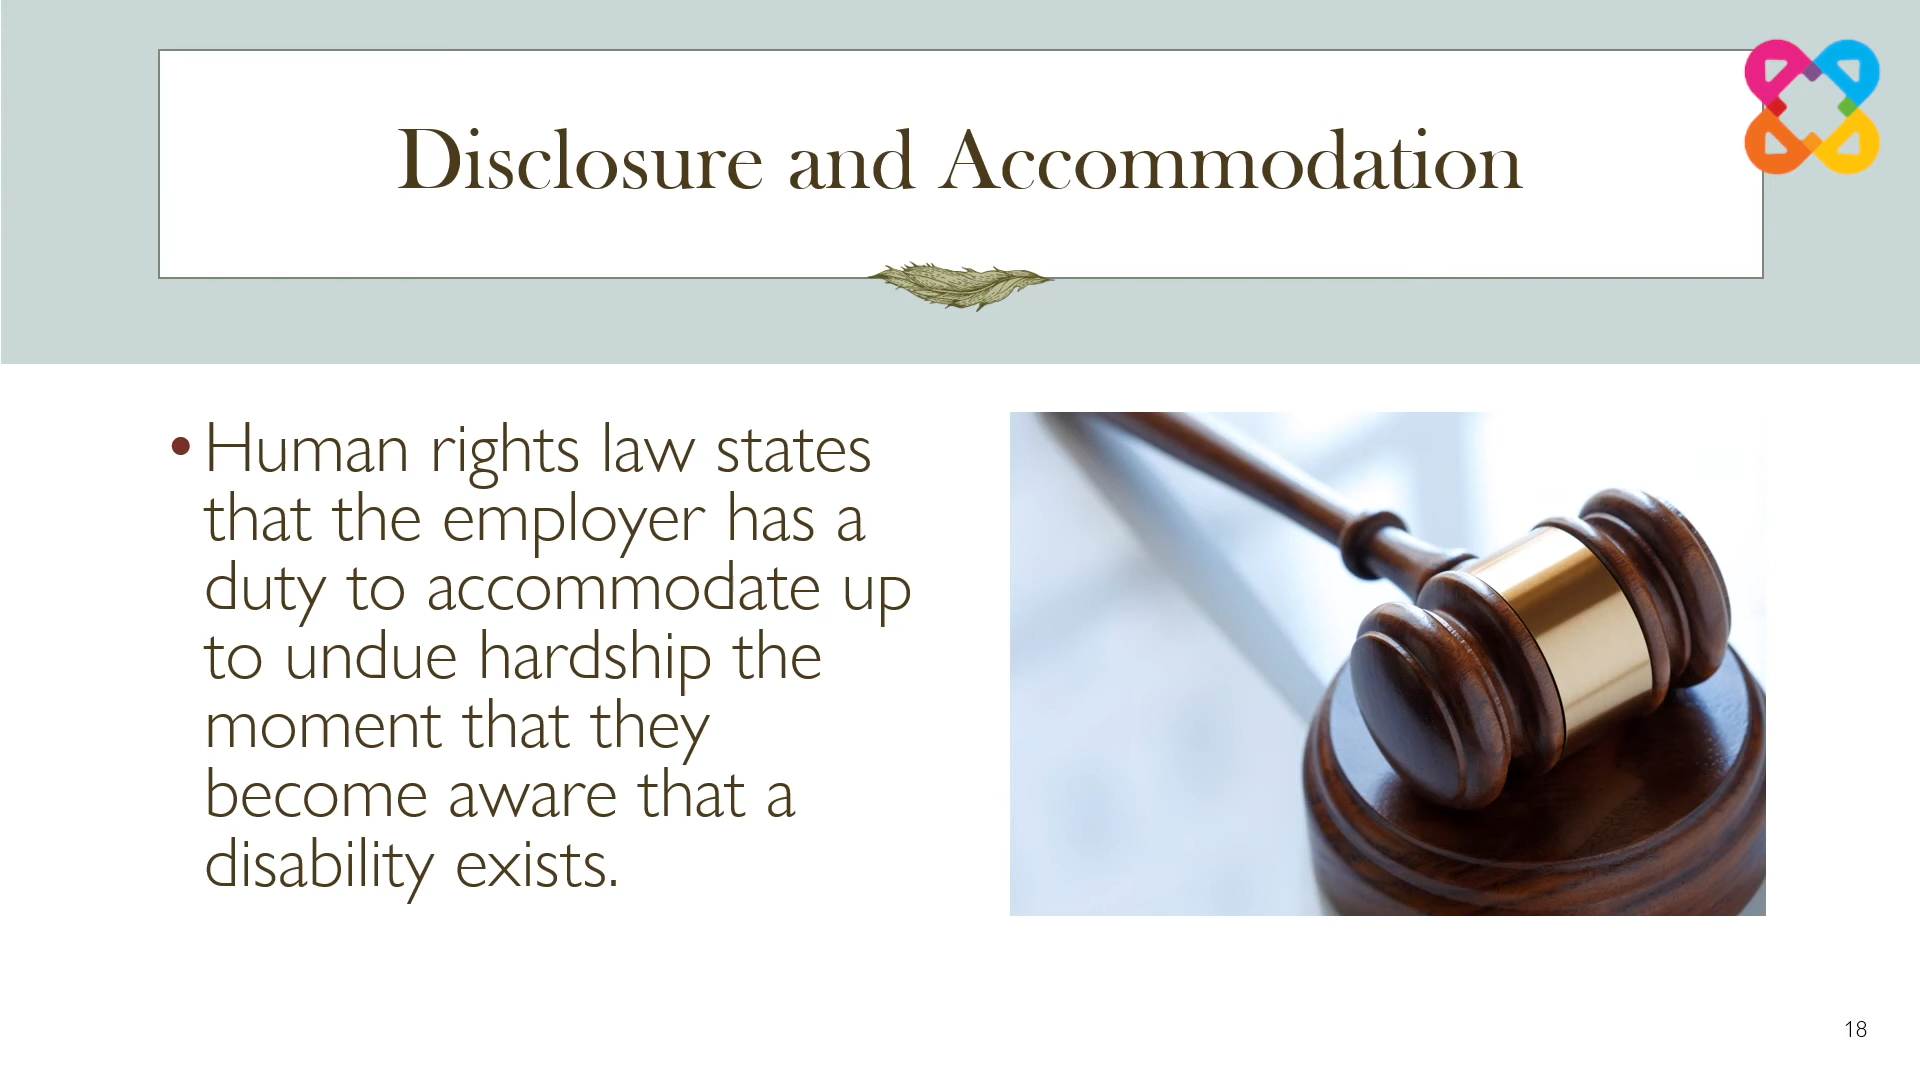 Disclosure and Accommodation
• Human rights law states
that the employer has a
duty to accommodate up
to undue hardship the
moment that they
become aware that a
disability exists.
18